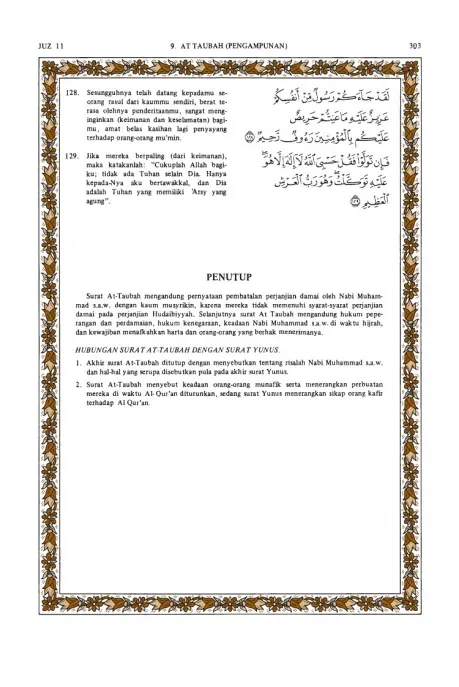 JUZ 11
9. AT TAUBAH (PENGAMPUNAN)
303
128. Sesungguhnya telah datang kepadamu se-
orang rasul dari kaummu sendiri, berat te-
rasa olehnya penderitaanmu, sangat meng-
inginkan (keimanan dan keselamatan) bagi-
mu, amat belas kasihan lagi penyayang
terhadap orang-orang mu'min.
لَقَدْ جَاءَكُمْ رَسُولٌ مِّنْ أَنفُسِكُمْ
عَزِيزٌ عَلَيْهِ مَا عَنِتُّمْ حَرِيصٌ
عَلَيْكُم بِالْمُؤْمِنِينَ رَءُوفٌ رَّحِيمٌ ١٢٨
129. Jika mereka berpaling (dari keimanan),
maka katakanlah: "Cukuplah Allah bagi-
ku; tidak ada Tuhan selain Dia. Hanya
kepada-Nya aku bertawakkal, dan Dia
adalah Tuhan yang memiliki 'Arsy yang
agung".
فَإِن تَوَلَّوْا فَقُلْ حَسْبِيَ اللَّهُ لَا إِلَٰهَ إِلَّا هُوَ
عَلَيْهِ تَوَكَّلْتُ وَهُوَ رَبُّ الْعَرْشِ
الْعَظِيمِ ١٢٩
PENUTUP
Surat At-Taubah mengandung pernyataan pembatalan perjanjian damai oleh Nabi Muham-
mad s.a.w. dengan kaum musyrikin, karena mereka tidak memenuhi syarat-syarat perjanjian
damai pada perjanjian Hudaibiyyah. Selanjutnya surat At Taubah mengandung hukum pepe-
rangan dan perdamaian, hukum kenegaraan, keadaan Nabi Muhammad s.a.w. di waktu hijrah,
dan kewajiban menafkahkan harta dan orang-orang yang berhak menerimanya.
HUBUNGAN SURAT AT-TAUBAH DENGAN SURAT YUNUS.
1. Akhir surat At-Taubah ditutup dengan menyebutkan tentang risalah Nabi Muhammad s.a.w.
dan hal-hal yang serupa disebutkan pula pada akhir surat Yunus.
2. Surat At-Taubah menyebut keadaan orang-orang munafik serta menerangkan perbuatan
mereka di waktu Al-Qur'an diturunkan, sedang surat Yunus menerangkan sikap orang kafir
terhadap Al Qur'an.